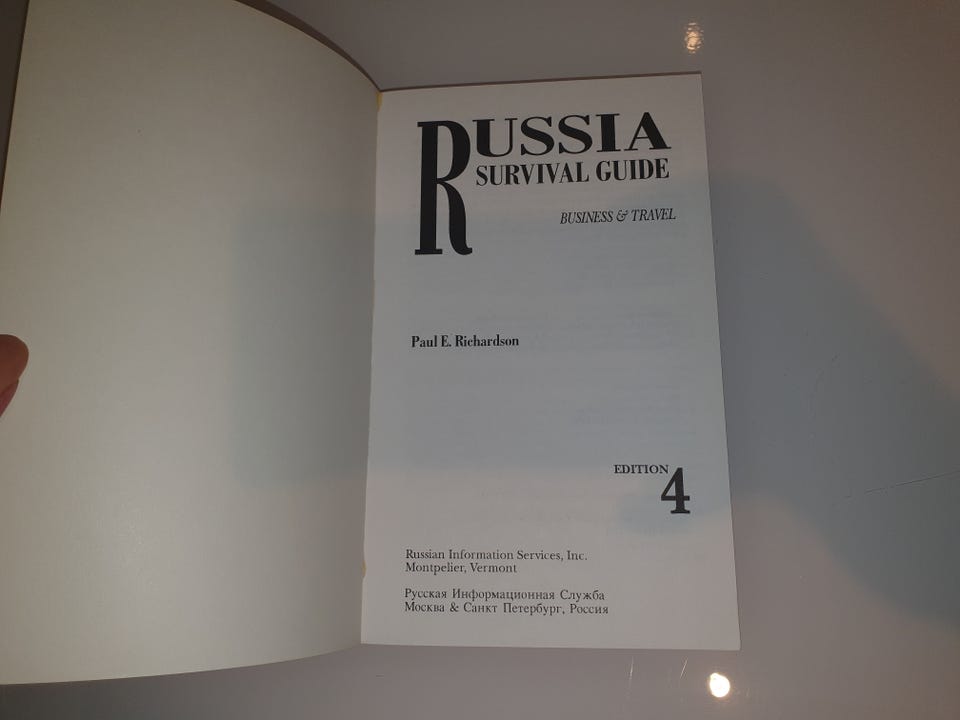 RUSSIA
SURVIVAL GUIDE
BUSINESS & TRAVEL
Paul E. Richardson
EDITION 4
Russian Information Services, Inc.
Montpelier, Vermont
Русская Информационная Служба
Москва & Санкт Петербург, Россия